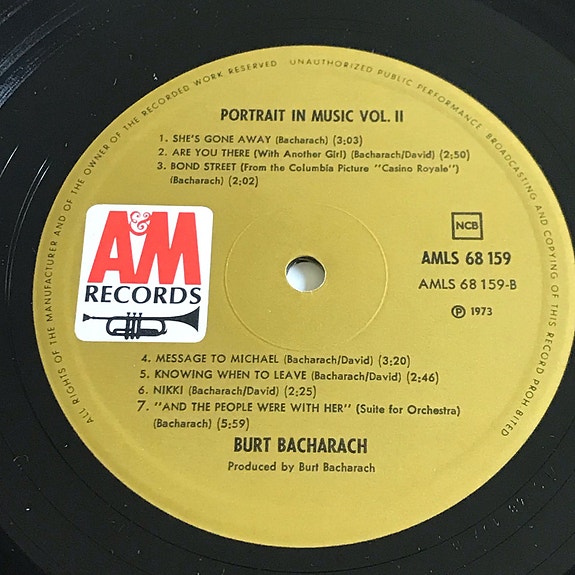 ALL RIGHTS OF THE MANUFACTURER AND OF THE OWNER OF THE RECORDED WORK RESERVED · UNAUTHORIZED PUBLIC PERFORMANCE BROADCASTING AND COPYING OF THIS RECORD PROHIBITED
PORTRAIT IN MUSIC VOL. II
1. SHE'S GONE AWAY (Bacharach) (3:03)
2. ARE YOU THERE (With Another Girl) (Bacharach/David) (2:50)
3. BOND STREET (From the Columbia Picture "Casino Royale")
(Bacharach) (2:02)
A&M
RECORDS
NCB
AMLS 68 159
AMLS 68 159-B
℗ 1973
4. MESSAGE TO MICHAEL (Bacharach/David) (3:20)
5. KNOWING WHEN TO LEAVE (Bacharach/David) (2:46)
6. NIKKI (Bacharach/David) (2:25)
7. "AND THE PEOPLE WERE WITH HER" (Suite for Orchestra)
(Bacharach) (5:59)
BURT BACHARACH
Produced by Burt Bacharach